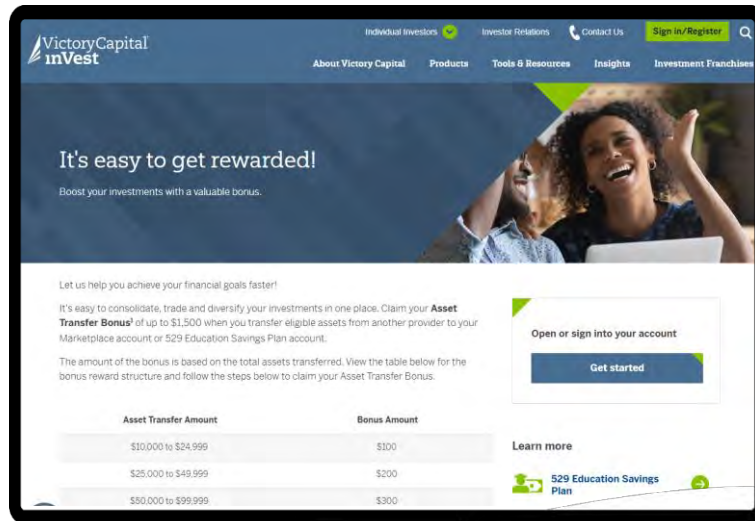 VictoryCapital
inVest
Individual Investors
Investor Relations
Contact Us
Sign in/Register
About Victory Capital
Products
Tools & Resources
Insights
Investment Franchises
It's easy to get rewarded!
Boost your investments with a valuable bonus.
Let us help you achieve your financial goals faster!
It's easy to consolidate, trade and diversify your investments in one place. Claim your Asset
Transfer Bonus¹ of up to $1,500 when you transfer eligible assets from another provider to your
Marketplace account or 529 Education Savings Plan account.
The amount of the bonus is based on the total assets transferred. View the table below for the
bonus reward structure and follow the steps below to claim your Asset Transfer Bonus.
Asset Transfer Amount Bonus Amount
$10,000 to $24,999 $100
$25,000 to $49,999 $200
$50,000 to $99,999 $300
Open or sign into your account
Get started
Learn more
529 Education Savings
Plan